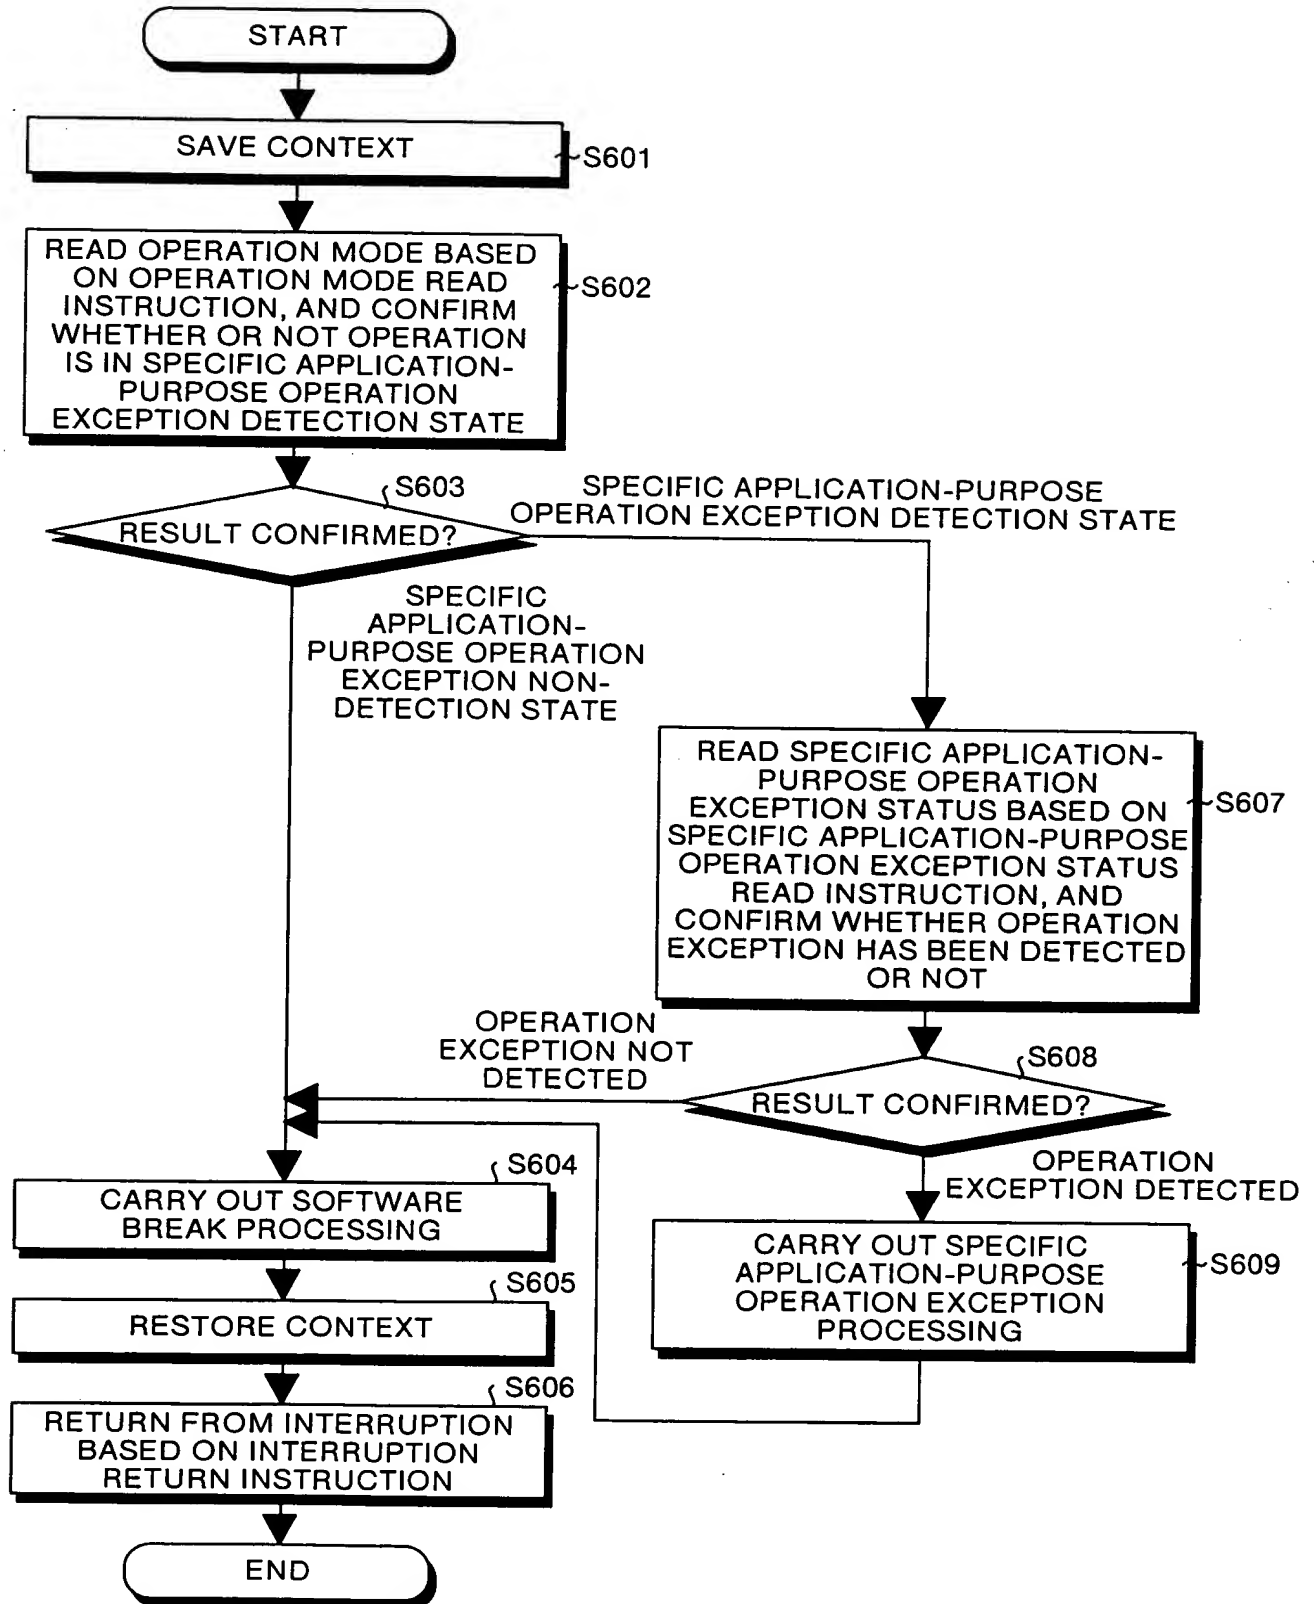 START
SAVE CONTEXT
S601
READ OPERATION MODE BASED
ON OPERATION MODE READ
INSTRUCTION, AND CONFIRM
WHETHER OR NOT OPERATION
IS IN SPECIFIC APPLICATION-
PURPOSE OPERATION
EXCEPTION DETECTION STATE
S602
S603
RESULT CONFIRMED?
SPECIFIC APPLICATION-PURPOSE
OPERATION EXCEPTION DETECTION STATE
SPECIFIC
APPLICATION-
PURPOSE OPERATION
EXCEPTION NON-
DETECTION STATE
READ SPECIFIC APPLICATION-
PURPOSE OPERATION
EXCEPTION STATUS BASED ON
SPECIFIC APPLICATION-PURPOSE
OPERATION EXCEPTION STATUS
READ INSTRUCTION, AND
CONFIRM WHETHER OPERATION
EXCEPTION HAS BEEN DETECTED
OR NOT
S607
OPERATION
EXCEPTION NOT
DETECTED
S608
RESULT CONFIRMED?
OPERATION
EXCEPTION DETECTED
S604
CARRY OUT SOFTWARE
BREAK PROCESSING
CARRY OUT SPECIFIC
APPLICATION-PURPOSE
OPERATION EXCEPTION
PROCESSING
S609
S605
RESTORE CONTEXT
S606
RETURN FROM INTERRUPTION
BASED ON INTERRUPTION
RETURN INSTRUCTION
END